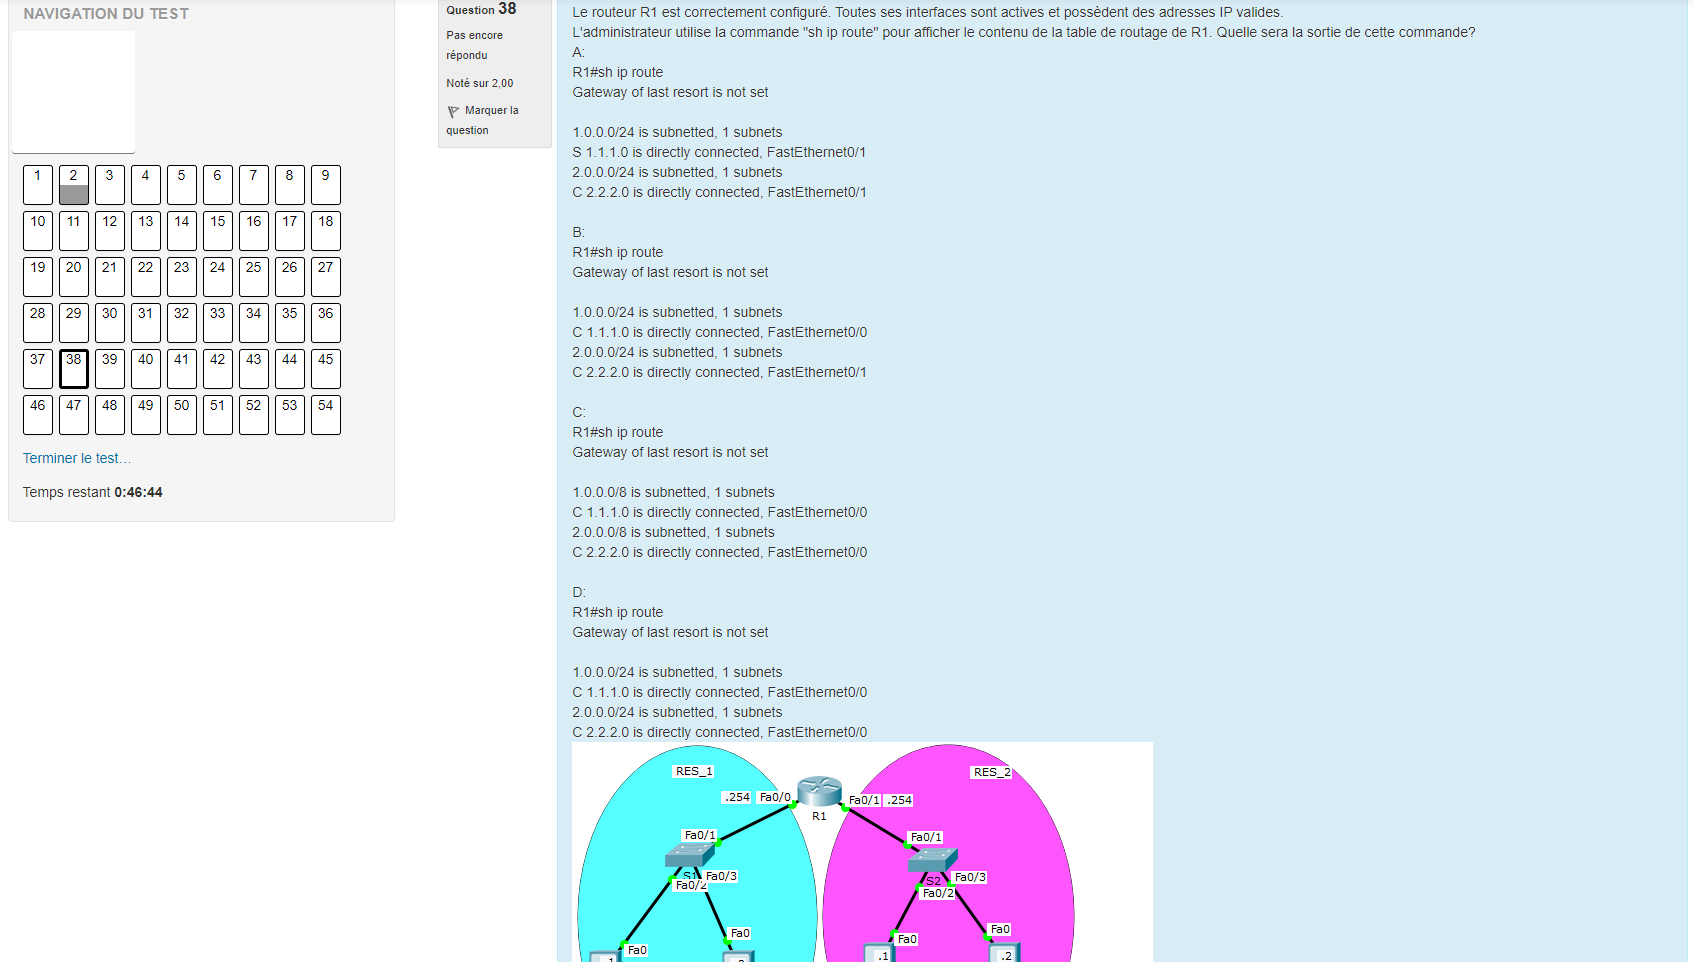 NAVIGATION DU TEST
1 2 3 4 5 6 7 8 9
10 11 12 13 14 15 16 17 18
19 20 21 22 23 24 25 26 27
28 29 30 31 32 33 34 35 36
37 38 39 40 41 42 43 44 45
46 47 48 49 50 51 52 53 54
Terminer le test…
Temps restant 0:46:44
Question 38
Pas encore
répondu
Noté sur 2,00
Marquer la
question
Le routeur R1 est correctement configuré. Toutes ses interfaces sont actives et possèdent des adresses IP valides.
L'administrateur utilise la commande "sh ip route" pour afficher le contenu de la table de routage de R1. Quelle sera la sortie de cette commande?
A:
R1#sh ip route
Gateway of last resort is not set
1.0.0.0/24 is subnetted, 1 subnets
S 1.1.1.0 is directly connected, FastEthernet0/1
2.0.0.0/24 is subnetted, 1 subnets
C 2.2.2.0 is directly connected, FastEthernet0/1
B:
R1#sh ip route
Gateway of last resort is not set
1.0.0.0/24 is subnetted, 1 subnets
C 1.1.1.0 is directly connected, FastEthernet0/0
2.0.0.0/24 is subnetted, 1 subnets
C 2.2.2.0 is directly connected, FastEthernet0/1
C:
R1#sh ip route
Gateway of last resort is not set
1.0.0.0/8 is subnetted, 1 subnets
C 1.1.1.0 is directly connected, FastEthernet0/0
2.0.0.0/8 is subnetted, 1 subnets
C 2.2.2.0 is directly connected, FastEthernet0/0
D:
R1#sh ip route
Gateway of last resort is not set
1.0.0.0/24 is subnetted, 1 subnets
C 1.1.1.0 is directly connected, FastEthernet0/0
2.0.0.0/24 is subnetted, 1 subnets
C 2.2.2.0 is directly connected, FastEthernet0/0
RES_1
RES_2
.254 Fa0/0
Fa0/1 .254
R1
Fa0/1
Fa0/1
S1 Fa0/3
Fa0/2
S2 Fa0/3
Fa0/2
Fa0
Fa0
Fa0
Fa0
.1
.2